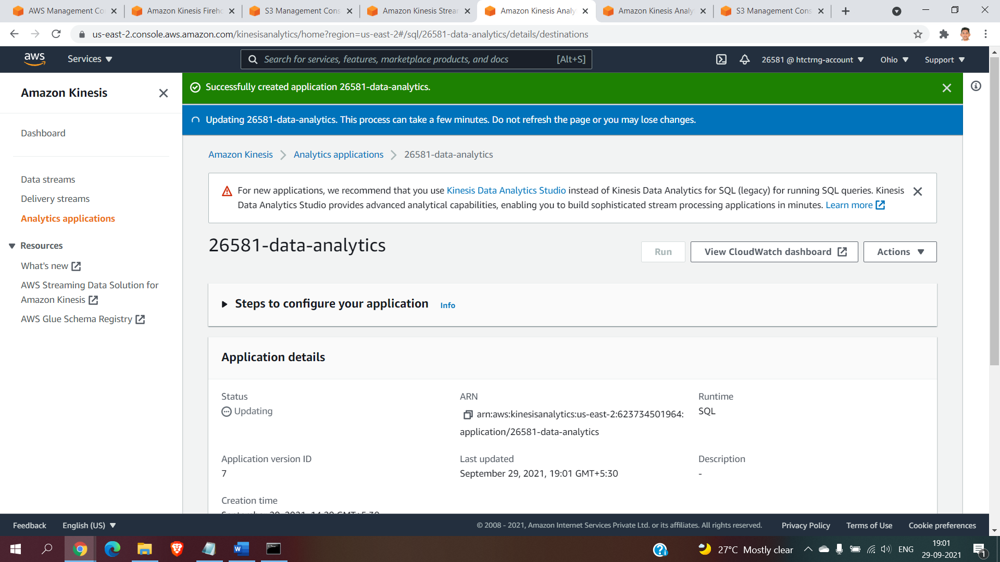 AWS Management Co
Amazon Kinesis Fireho
S3 Management Cons
Amazon Kinesis Strear
Amazon Kinesis Analy
Amazon Kinesis Analy
S3 Management Cons
us-east-2.console.aws.amazon.com/kinesisanalytics/home?region=us-east-2#/sql/26581-data-analytics/details/destinations
aws
Services
Search for services, features, marketplace products, and docs
[Alt+S]
26581 @ htctrng-account
Ohio
Support
Amazon Kinesis
Dashboard
Data streams
Delivery streams
Analytics applications
Resources
What's new
AWS Streaming Data Solution for
Amazon Kinesis
AWS Glue Schema Registry
Successfully created application 26581-data-analytics.
Updating 26581-data-analytics. This process can take a few minutes. Do not refresh the page or you may lose changes.
Amazon Kinesis
Analytics applications
26581-data-analytics
For new applications, we recommend that you use Kinesis Data Analytics Studio instead of Kinesis Data Analytics for SQL (legacy) for running SQL queries. Kinesis
Data Analytics Studio provides advanced analytical capabilities, enabling you to build sophisticated stream processing applications in minutes. Learn more
26581-data-analytics
Run
View CloudWatch dashboard
Actions
Steps to configure your application
Info
Application details
Status
Updating
ARN
arn:aws:kinesisanalytics:us-east-2:623734501964:
application/26581-data-analytics
Runtime
SQL
Application version ID
7
Last updated
September 29, 2021, 19:01 GMT+5:30
Description
-
Creation time
Feedback
English (US)
© 2008 - 2021, Amazon Internet Services Private Ltd. or its affiliates. All rights reserved.
Privacy Policy
Terms of Use
Cookie preferences
27°C Mostly clear
ENG
19:01
29-09-2021
1